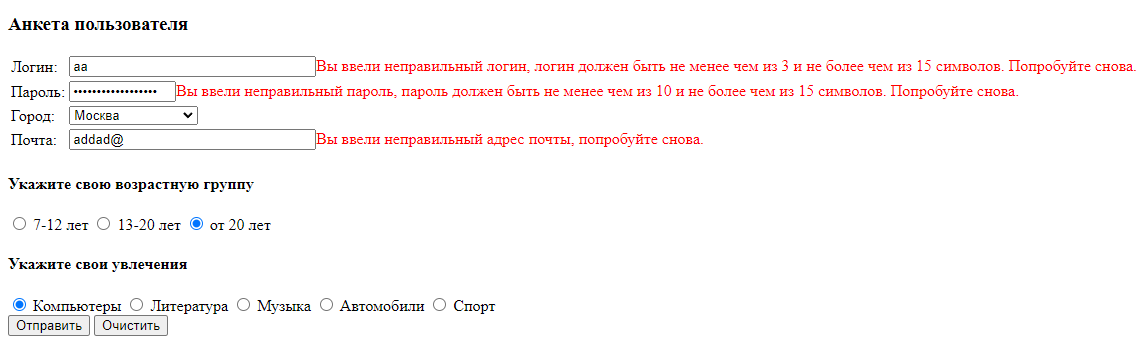 Анкета пользователя
Логин: aa Вы ввели неправильный логин, логин должен быть не менее чем из 3 и не более чем из 15 символов. Попробуйте снова.
Пароль: •••••••••••••••••• Вы ввели неправильный пароль, пароль должен быть не менее чем из 10 и не более чем из 15 символов. Попробуйте снова.
Город: Москва
Почта: addad@ Вы ввели неправильный адрес почты, попробуйте снова.
Укажите свою возрастную группу
7-12 лет 13-20 лет от 20 лет
Укажите свои увлечения
Компьютеры Литература Музыка Автомобили Спорт
Отправить Очистить